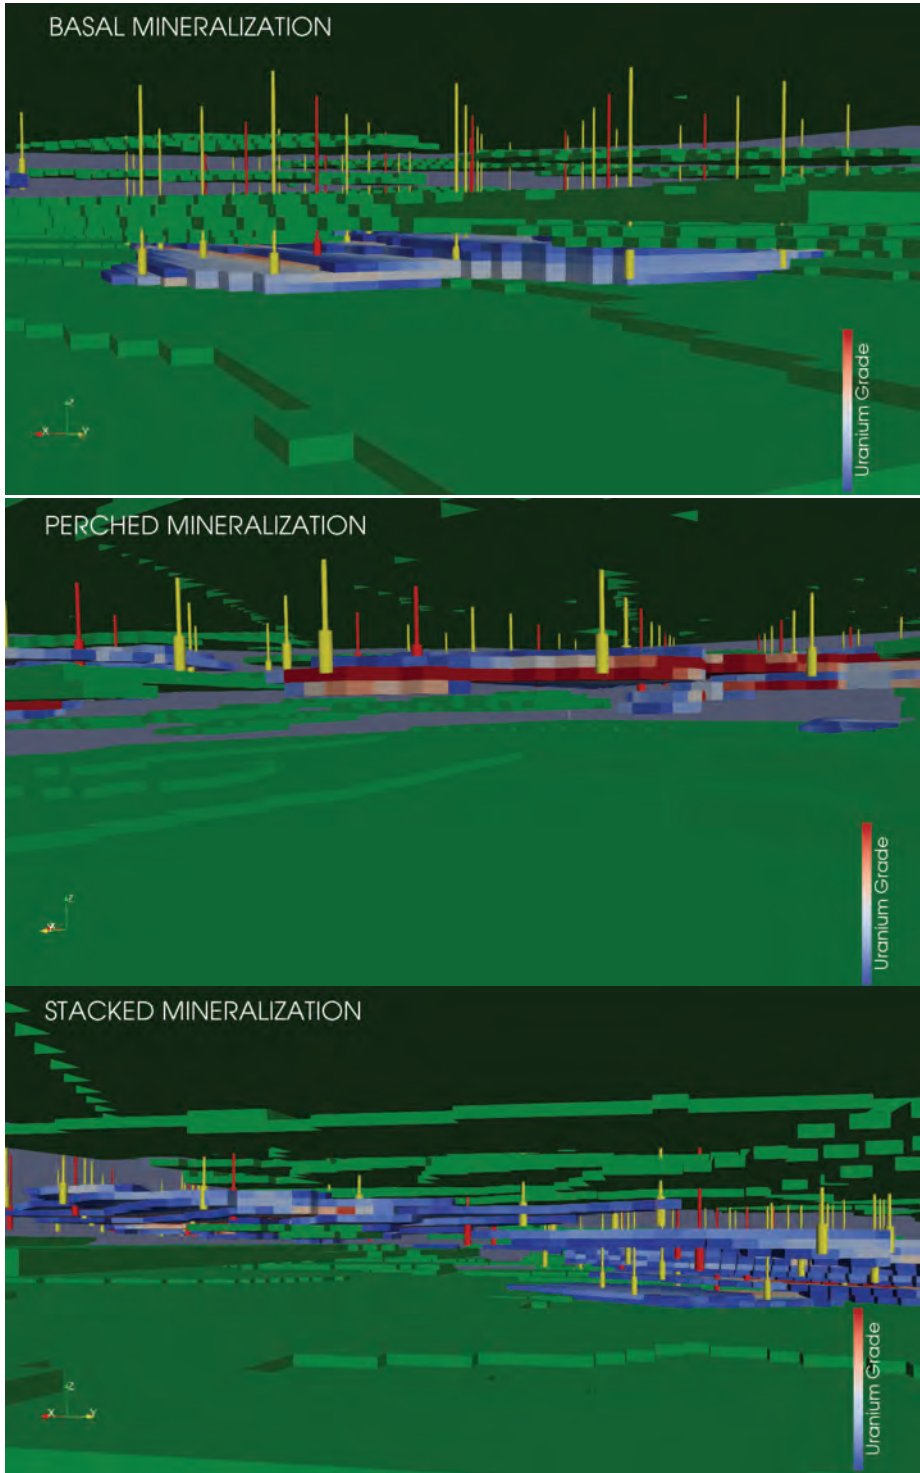 BASAL MINERALIZATION
Uranium Grade
X
Z
Y
PERCHED MINERALIZATION
Uranium Grade
Z
STACKED MINERALIZATION
Uranium Grade
X
Z
Y